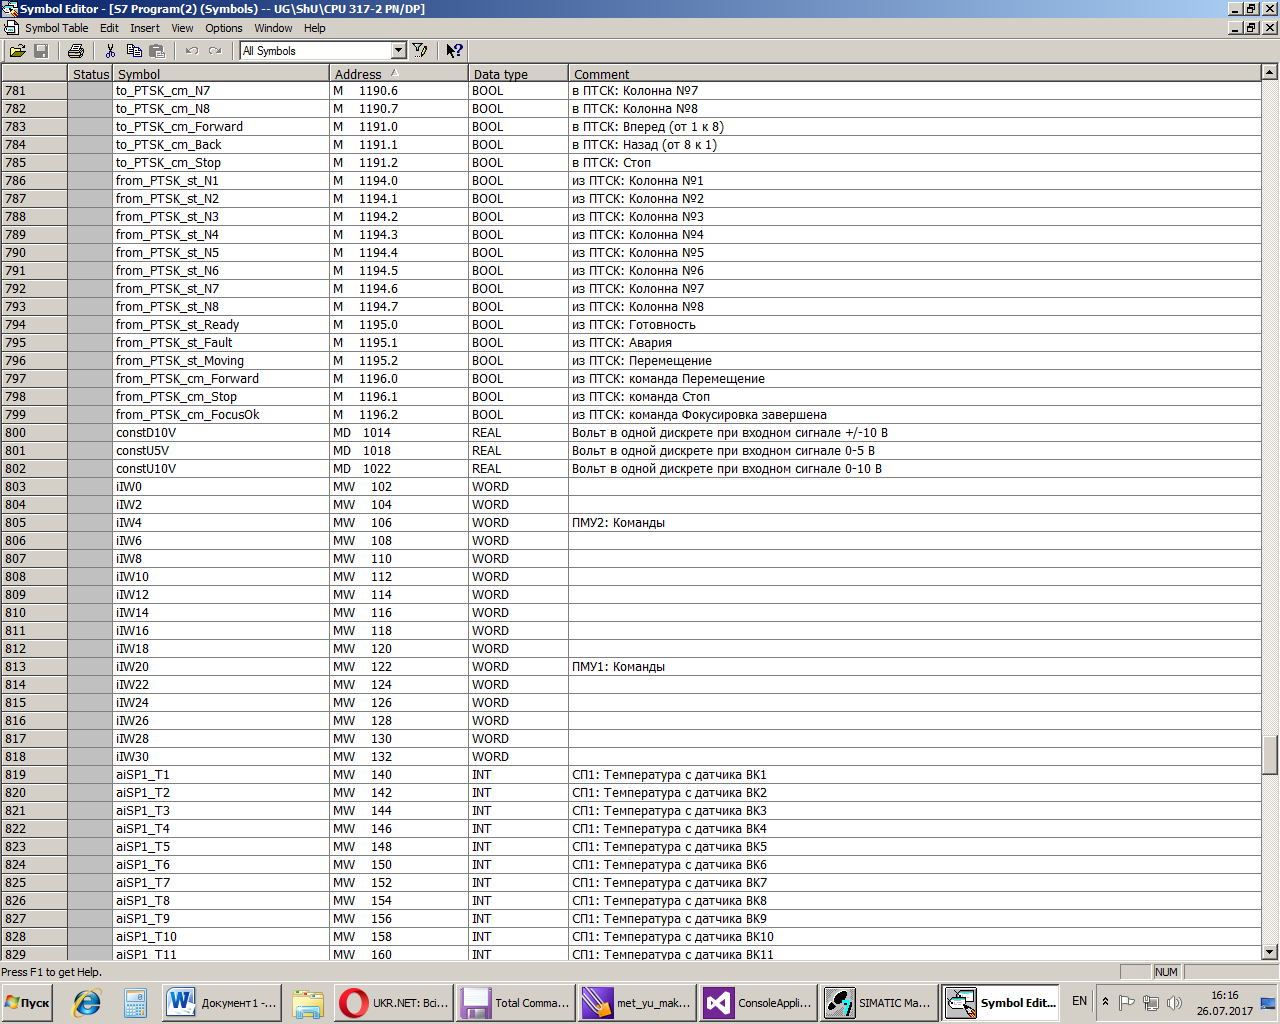 Symbol Editor - [S7 Program(2) (Symbols) -- UG\ShU\CPU 317-2 PN/DP]
Symbol Table Edit Insert View Options Window Help
All Symbols
Status Symbol Address Data type Comment
781 to_PTSK_cm_N7 M 1190.6 BOOL в ПТСК: Колонна №7
782 to_PTSK_cm_N8 M 1190.7 BOOL в ПТСК: Колонна №8
783 to_PTSK_cm_Forward M 1191.0 BOOL в ПТСК: Вперед (от 1 к 8)
784 to_PTSK_cm_Back M 1191.1 BOOL в ПТСК: Назад (от 8 к 1)
785 to_PTSK_cm_Stop M 1191.2 BOOL в ПТСК: Стоп
786 from_PTSK_st_N1 M 1194.0 BOOL из ПТСК: Колонна №1
787 from_PTSK_st_N2 M 1194.1 BOOL из ПТСК: Колонна №2
788 from_PTSK_st_N3 M 1194.2 BOOL из ПТСК: Колонна №3
789 from_PTSK_st_N4 M 1194.3 BOOL из ПТСК: Колонна №4
790 from_PTSK_st_N5 M 1194.4 BOOL из ПТСК: Колонна №5
791 from_PTSK_st_N6 M 1194.5 BOOL из ПТСК: Колонна №6
792 from_PTSK_st_N7 M 1194.6 BOOL из ПТСК: Колонна №7
793 from_PTSK_st_N8 M 1194.7 BOOL из ПТСК: Колонна №8
794 from_PTSK_st_Ready M 1195.0 BOOL из ПТСК: Готовность
795 from_PTSK_st_Fault M 1195.1 BOOL из ПТСК: Авария
796 from_PTSK_st_Moving M 1195.2 BOOL из ПТСК: Перемещение
797 from_PTSK_cm_Forward M 1196.0 BOOL из ПТСК: команда Перемещение
798 from_PTSK_cm_Stop M 1196.1 BOOL из ПТСК: команда Стоп
799 from_PTSK_cm_FocusOk M 1196.2 BOOL из ПТСК: команда Фокусировка завершена
800 constD10V MD 1014 REAL Вольт в одной дискрете при входном сигнале +/-10 В
801 constU5V MD 1018 REAL Вольт в одной дискрете при входном сигнале 0-5 В
802 constU10V MD 1022 REAL Вольт в одной дискрете при входном сигнале 0-10 В
803 iIW0 MW 102 WORD
804 iIW2 MW 104 WORD
805 iIW4 MW 106 WORD ПМУ2: Команды
806 iIW6 MW 108 WORD
807 iIW8 MW 110 WORD
808 iIW10 MW 112 WORD
809 iIW12 MW 114 WORD
810 iIW14 MW 116 WORD
811 iIW16 MW 118 WORD
812 iIW18 MW 120 WORD
813 iIW20 MW 122 WORD ПМУ1: Команды
814 iIW22 MW 124 WORD
815 iIW24 MW 126 WORD
816 iIW26 MW 128 WORD
817 iIW28 MW 130 WORD
818 iIW30 MW 132 WORD
819 aiSP1_T1 MW 140 INT СП1: Температура с датчика ВК1
820 aiSP1_T2 MW 142 INT СП1: Температура с датчика ВК2
821 aiSP1_T3 MW 144 INT СП1: Температура с датчика ВК3
822 aiSP1_T4 MW 146 INT СП1: Температура с датчика ВК4
823 aiSP1_T5 MW 148 INT СП1: Температура с датчика ВК5
824 aiSP1_T6 MW 150 INT СП1: Температура с датчика ВК6
825 aiSP1_T7 MW 152 INT СП1: Температура с датчика ВК7
826 aiSP1_T8 MW 154 INT СП1: Температура с датчика ВК8
827 aiSP1_T9 MW 156 INT СП1: Температура с датчика ВК9
828 aiSP1_T10 MW 158 INT СП1: Температура с датчика ВК10
829 aiSP1_T11 MW 160 INT СП1: Температура с датчика ВК11
Press F1 to get Help. NUM
Пуск Документ1 -... UKR.NET: Всі... Total Comma... met_yu_mak... ConsoleAppli... SIMATIC Ma... Symbol Edit... EN 16:16
26.07.2017